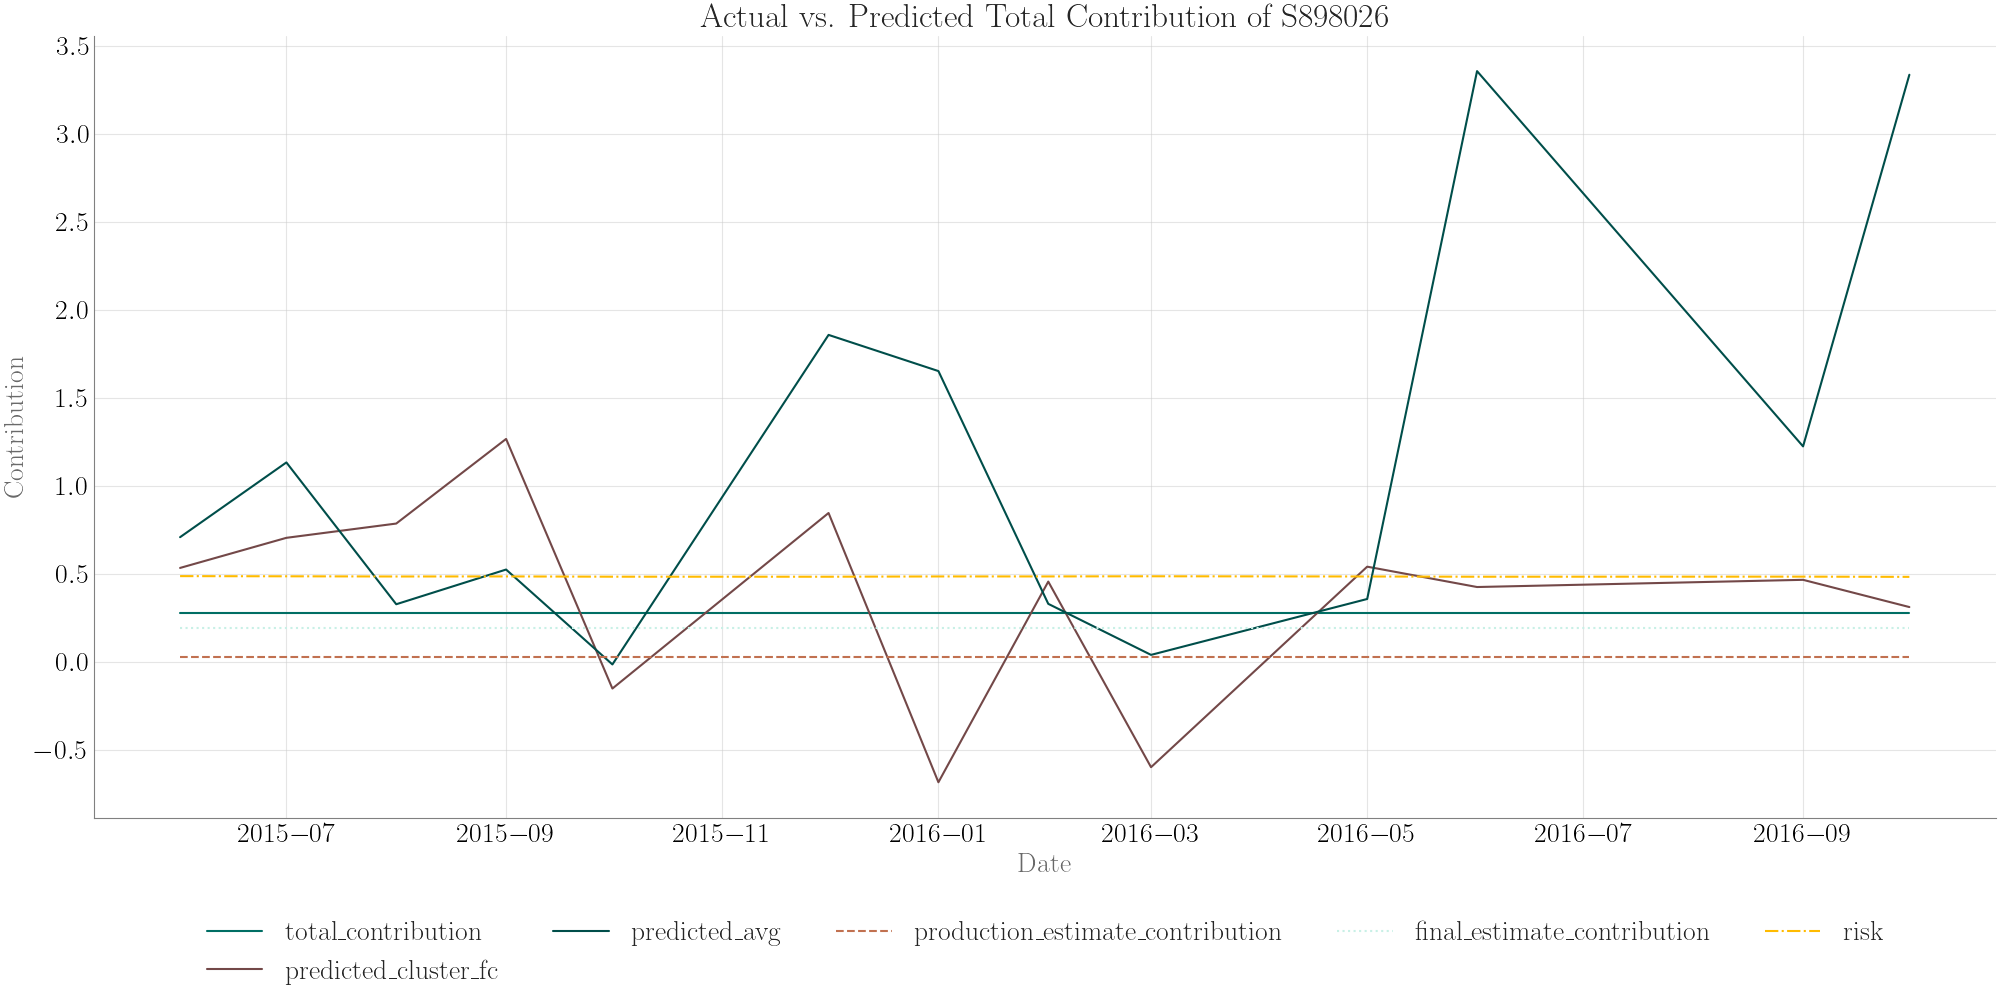 Actual vs. Predicted Total Contribution of S898026
3.5
3.0
2.5
2.0
1.5
1.0
0.5
0.0
−0.5
Contribution
2015−07 2015−09 2015−11 2016−01 2016−03 2016−05 2016−07 2016−09
Date
total_contribution predicted_avg production_estimate_contribution final_estimate_contribution risk
predicted_cluster_fc